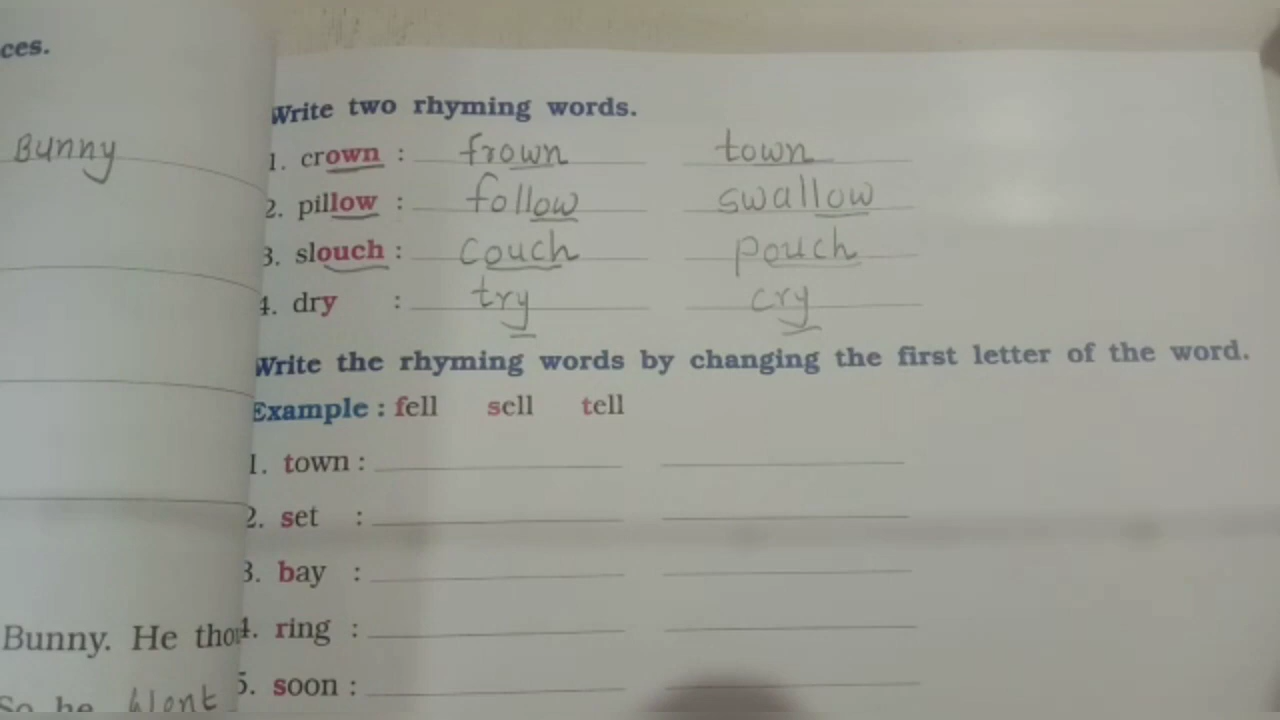 ces.
Bunny
Bunny. He
So he Went
Write two rhyming words.
1. crown : frown town
2. pillow : follow swallow
3. slouch : couch pouch
4. dry : try cry
Write the rhyming words by changing the first letter of the word.
Example : fell sell tell
1. town :
2. set :
3. bay :
4. ring :
5. soon :